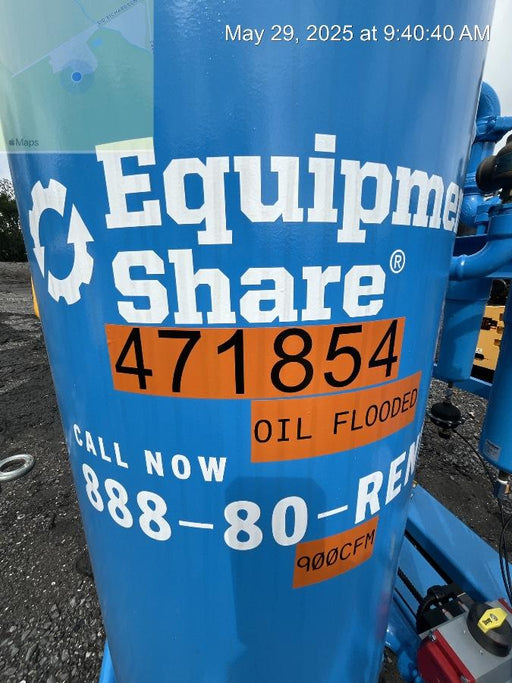 May 29, 2025 at 9:40:40 AM
Maps
Equipme
Share®
471854
OIL FLOODED
CALL NOW
888-80-REN
900CFM